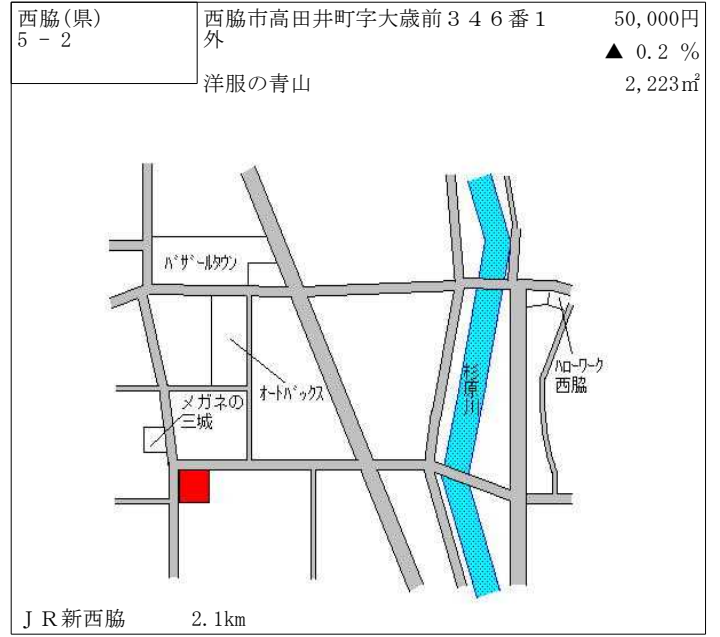 西脇(県)
5 - 2
西脇市高田井町字大歳前３４６番１
外
50,000円
▲ 0.2 %
洋服の青山
2,223㎡
ﾊﾞｻﾞｰﾙﾀｳﾝ
ｵｰﾄﾊﾞｯｸｽ
メガネの
三城
杉原川
ﾊﾛｰﾜｰｸ
西脇
ＪＲ新西脇
2.1km